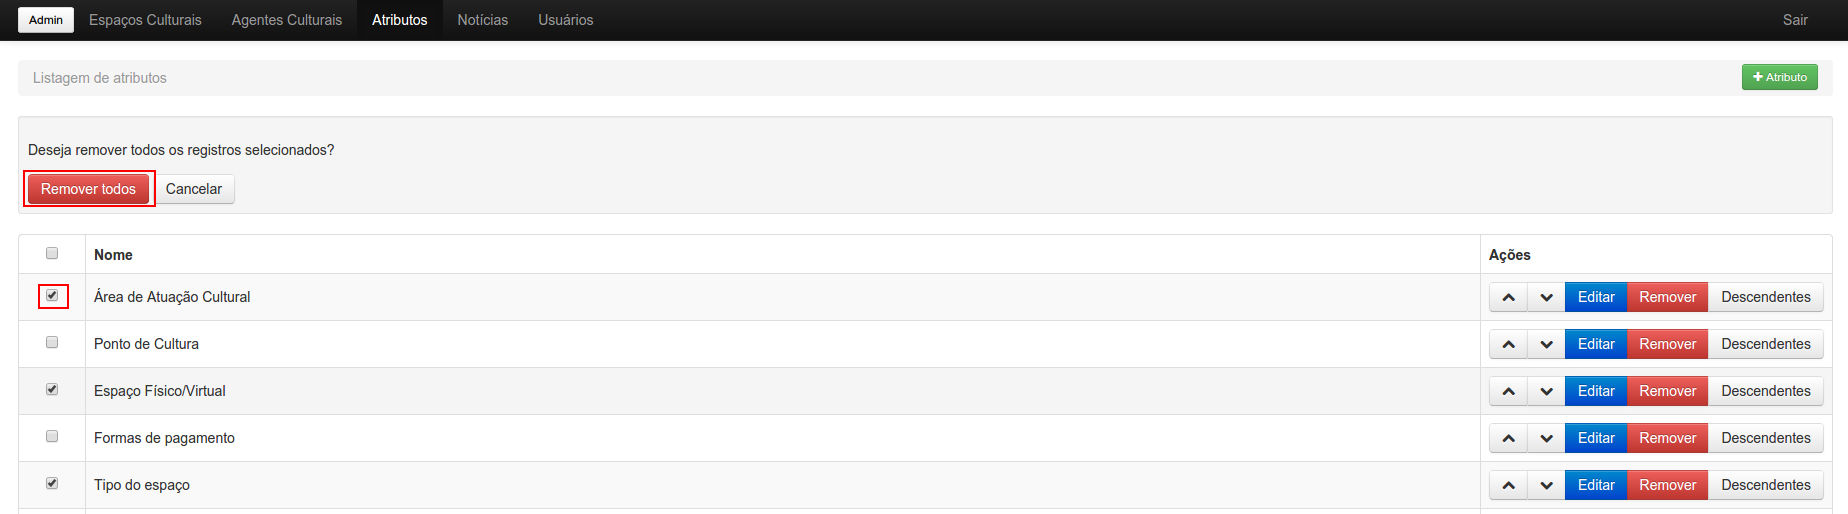 Admin Espaços Culturais Agentes Culturais Atributos Notícias Usuários Sair
Listagem de atributos + Atributo
Deseja remover todos os registros selecionados?
Remover todos Cancelar
Nome Ações
Área de Atuação Cultural Editar Remover Descendentes
Ponto de Cultura Editar Remover Descendentes
Espaço Físico/Virtual Editar Remover Descendentes
Formas de pagamento Editar Remover Descendentes
Tipo do espaço Editar Remover Descendentes